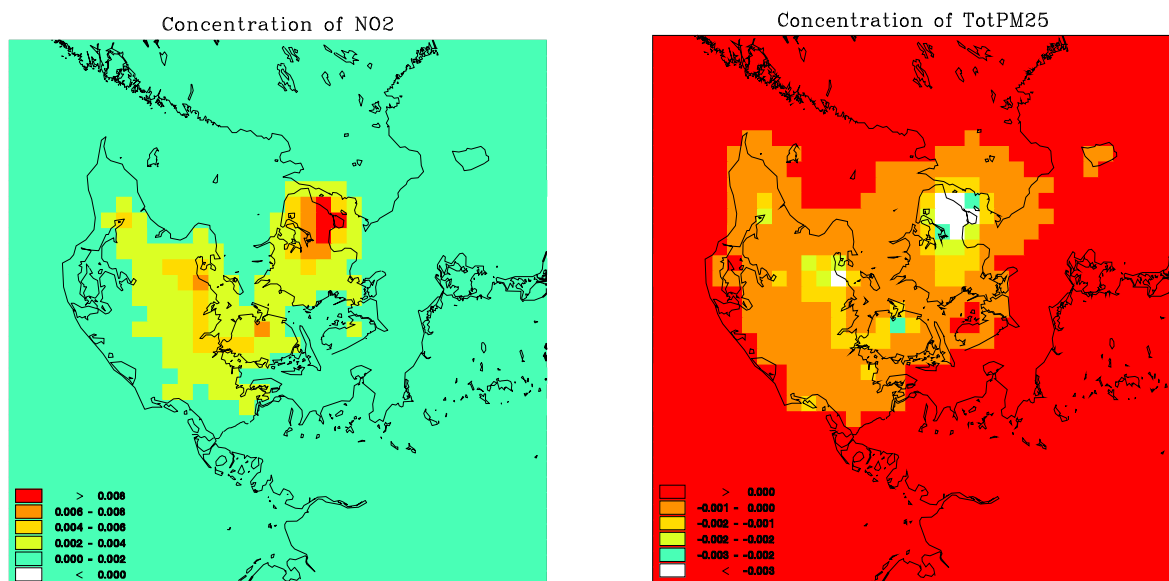 Concentration of NO2
> 0.008
0.006 - 0.008
0.004 - 0.006
0.002 - 0.004
0.000 - 0.002
< 0.000
Concentration of TotPM25
> 0.000
-0.001 - 0.000
-0.002 - -0.001
-0.002 - -0.002
-0.003 - -0.002
< -0.003